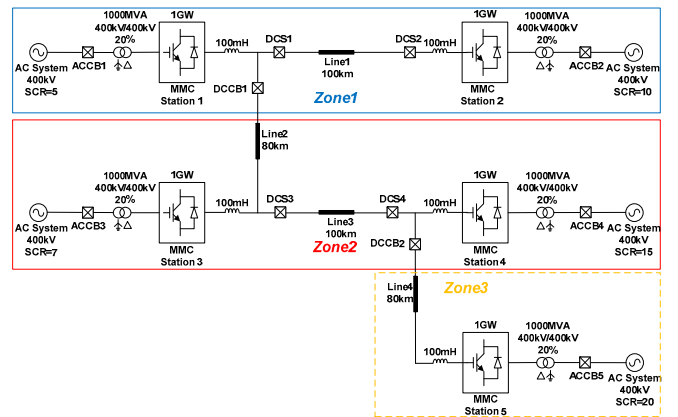 1000MVA
400kV/400kV
20%
1GW
100mH
DCS1
DCS2
100mH
1GW
1000MVA
400kV/400kV
20%
AC System
400kV
SCR=5
ACCB1
MMC
Station 1
DCCB1
Line1
100km
Zone1
MMC
Station 2
ACCB2
AC System
400kV
SCR=10
Line2
80km
1000MVA
400kV/400kV
20%
1GW
100mH
DCS3
DCS4
100mH
1GW
1000MVA
400kV/400kV
20%
AC System
400kV
SCR=7
ACCB3
MMC
Station 3
Line3
100km
Zone2
DCCB2
MMC
Station 4
ACCB4
AC System
400kV
SCR=15
Line4
80km
Zone3
100mH
1GW
1000MVA
400kV/400kV
20%
MMC
Station 5
ACCB5
AC System
400kV
SCR=20